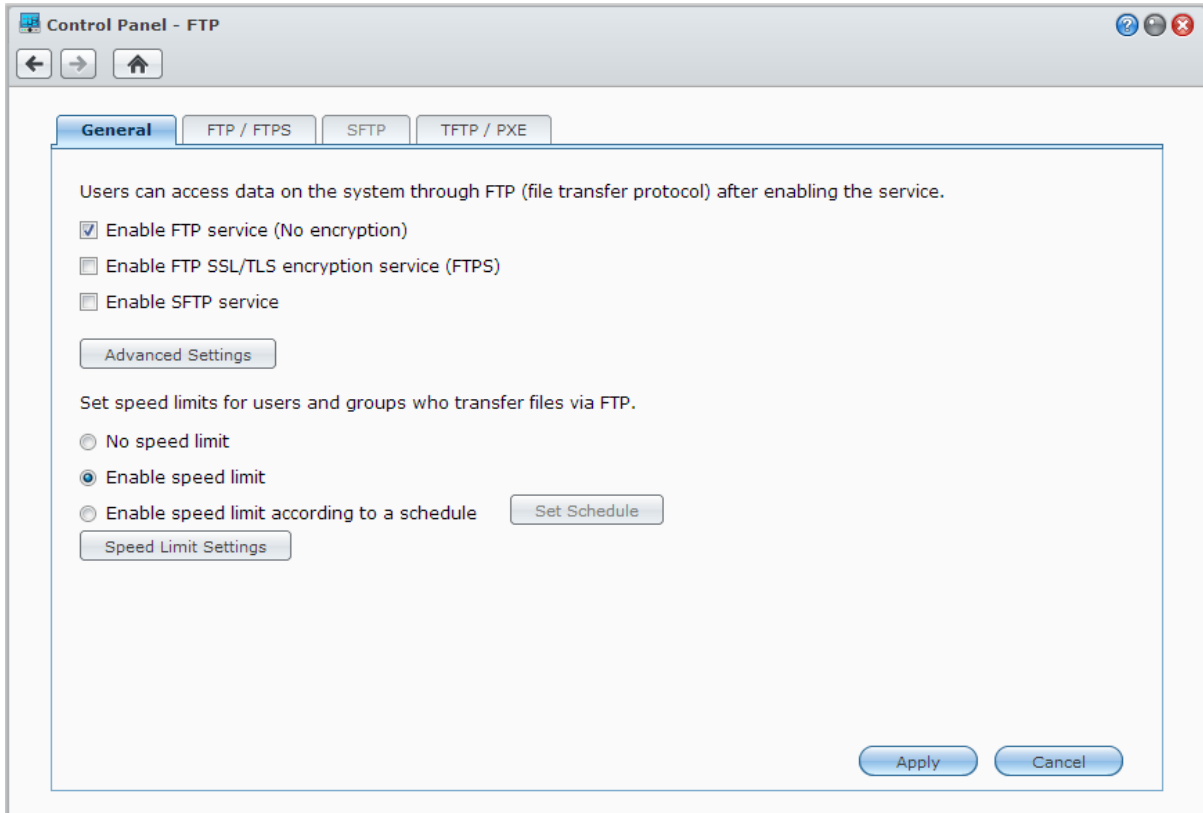 Control Panel - FTP
General FTP / FTPS SFTP TFTP / PXE
Users can access data on the system through FTP (file transfer protocol) after enabling the service.
Enable FTP service (No encryption)
Enable FTP SSL/TLS encryption service (FTPS)
Enable SFTP service
Advanced Settings
Set speed limits for users and groups who transfer files via FTP.
No speed limit
Enable speed limit
Enable speed limit according to a schedule Set Schedule
Speed Limit Settings
Apply Cancel